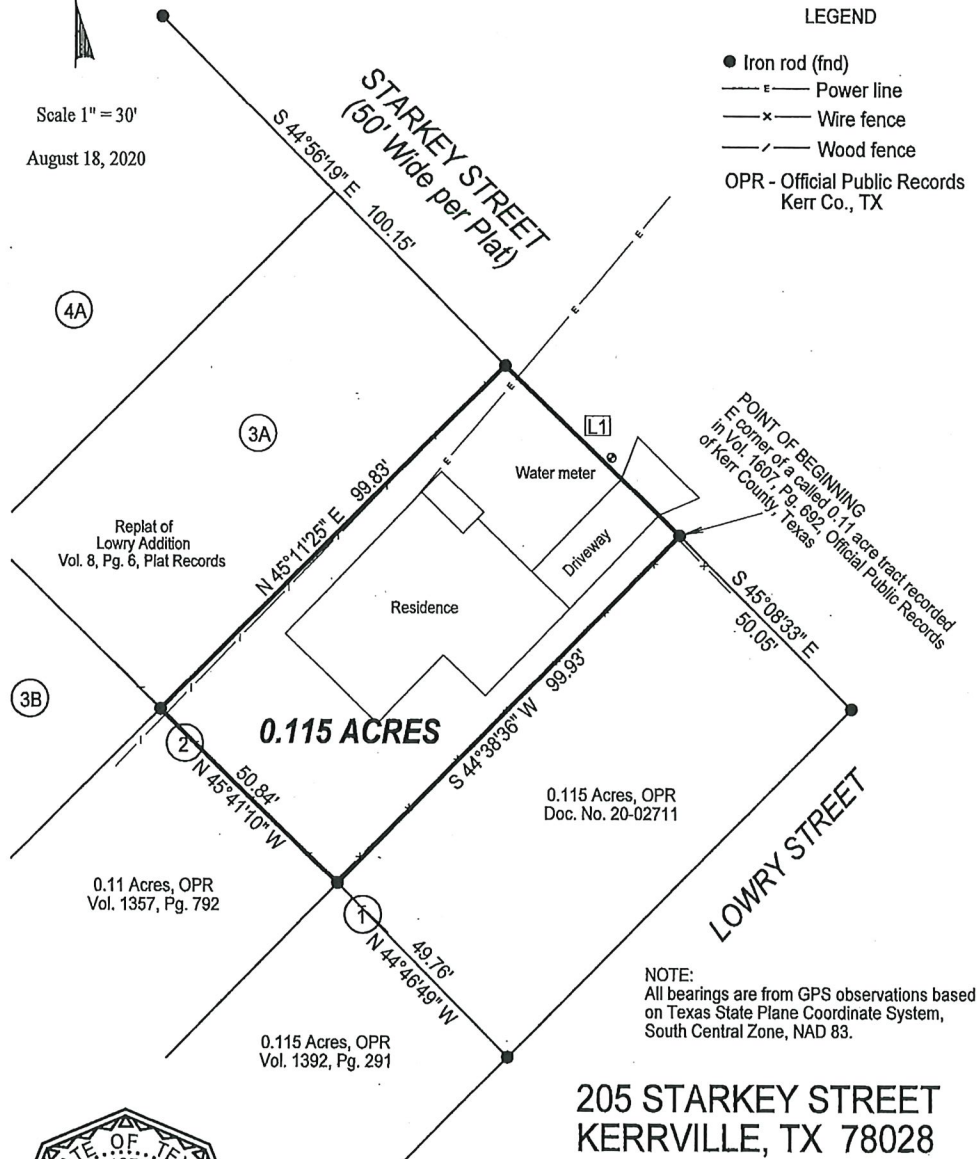 LEGEND
Iron rod (fnd)
E Power line
x Wire fence
/ Wood fence
OPR - Official Public Records
Kerr Co., TX
Scale 1" = 30'
August 18, 2020
STARKEY STREET
(50' Wide per Plat)
S 44°56'19" E 100.15'
E
E
4A
3A
E
L1
POINT OF BEGINNING
E corner of a called 0.11 acre tract recorded
in Vol. 1607, Pg. 692, Official Public Records
of Kerr County, Texas
Water meter
E
N 45°11'25" E 99.83'
Replat of
Lowry Addition
Vol. 8, Pg. 6, Plat Records
Driveway
x
S 45°08'33" E
50.05'
Residence
3B
2
0.115 ACRES
50.84'
N 45°41'10" W
S 44°38'36" W 99.93'
0.115 Acres, OPR
Doc. No. 20-02711
LOWRY STREET
0.11 Acres, OPR
Vol. 1357, Pg. 792
1
49.76'
N 44°46'49" W
NOTE:
All bearings are from GPS observations based
on Texas State Plane Coordinate System,
South Central Zone, NAD 83.
0.115 Acres, OPR
Vol. 1392, Pg. 291
205 STARKEY STREET
KERRVILLE, TX 78028
OF